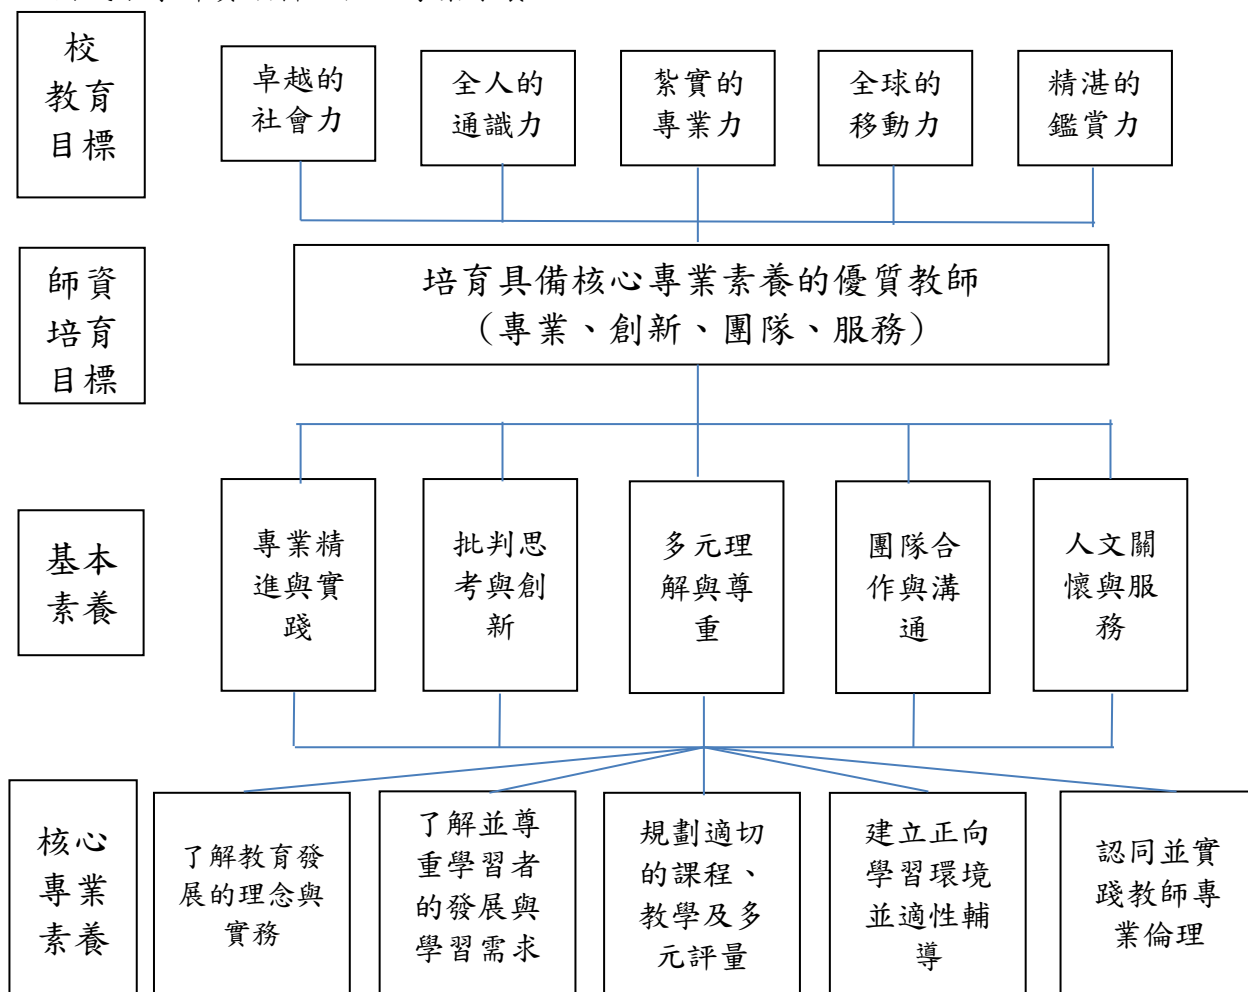 校
教育
目標
卓越的
社會力
全人的
通識力
紮實的
專業力
全球的
移動力
精湛的
鑑賞力
師資
培育
目標
培育具備核心專業素養的優質教師
（專業、創新、團隊、服務）
基本
素養
專業精
進與實
踐
批判思
考與創
新
多元理
解與尊
重
團隊合
作與溝
通
人文關
懷與服
務
核心
專業
素養
了解教育發
展的理念與
實務
了解並尊
重學習者
的發展與
學習需求
規劃適切
的課程、
教學及多
元評量
建立正向
學習環境
並適性輔
導
認同並實
踐教師專
業倫理